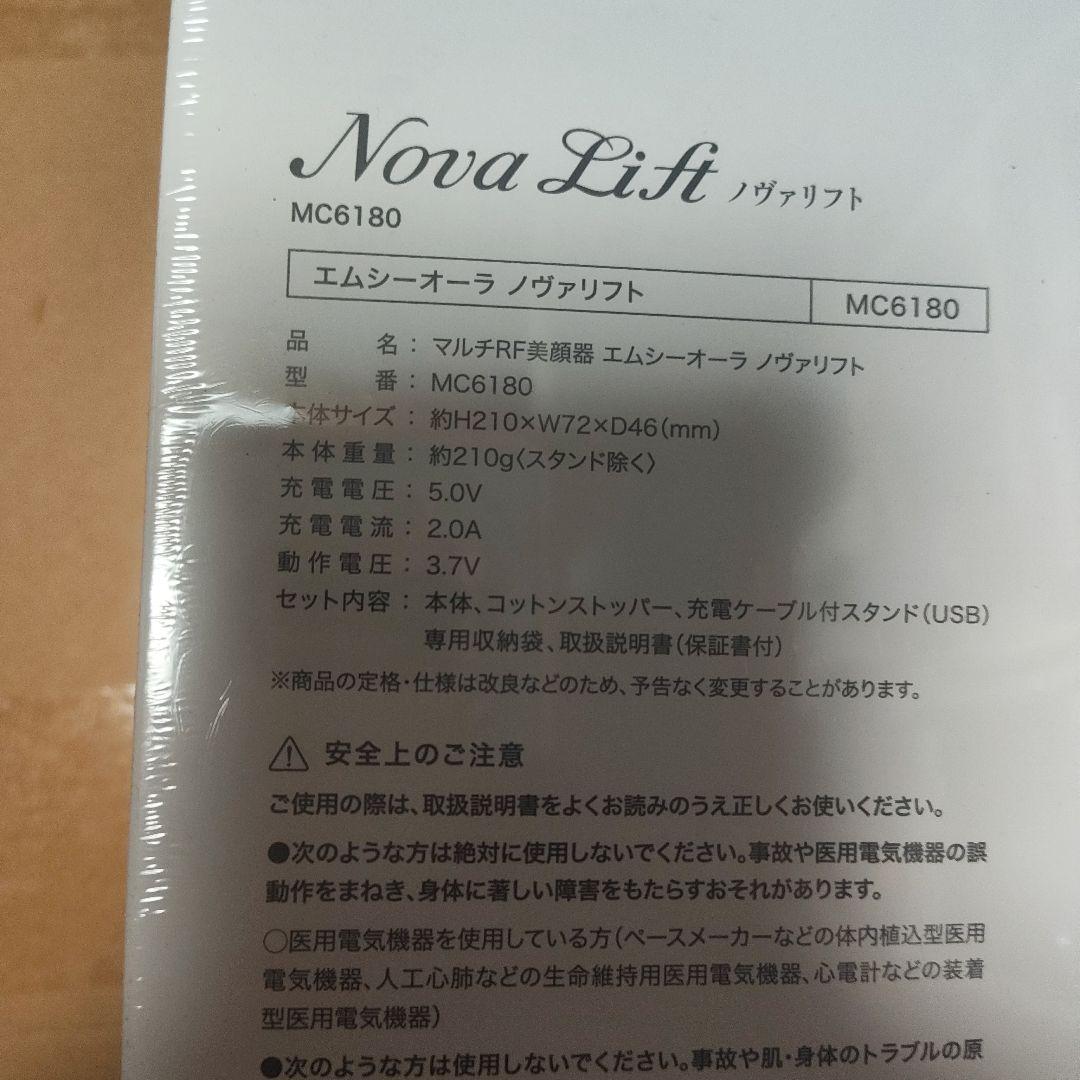 Nova Lift ノヴァリフト
MC6180
エムシーオーラ ノヴァリフト MC6180
品名：マルチRF美顔器 エムシーオーラ ノヴァリフト
型番：MC6180
本体サイズ：約H210×W72×D46(mm)
本体重量：約210g〈スタンド除く〉
充電電圧：5.0V
充電電流：2.0A
動作電圧：3.7V
セット内容：本体、コットンストッパー、充電ケーブル付スタンド(USB)
専用収納袋、取扱説明書(保証書付)
※商品の定格・仕様は改良などのため、予告なく変更することがあります。
安全上のご注意
ご使用の際は、取扱説明書をよくお読みのうえ正しくお使いください。
●次のような方は絶対に使用しないでください。事故や医用電気機器の誤
動作をまねき、身体に著しい障害をもたらすおそれがあります。
○医用電気機器を使用している方(ペースメーカーなどの体内植込型医用
電気機器、人工心肺などの生命維持用医用電気機器、心電計などの装着
型医用電気機器)
●次のような方は使用しないでください。事故や肌・身体のトラブルの原